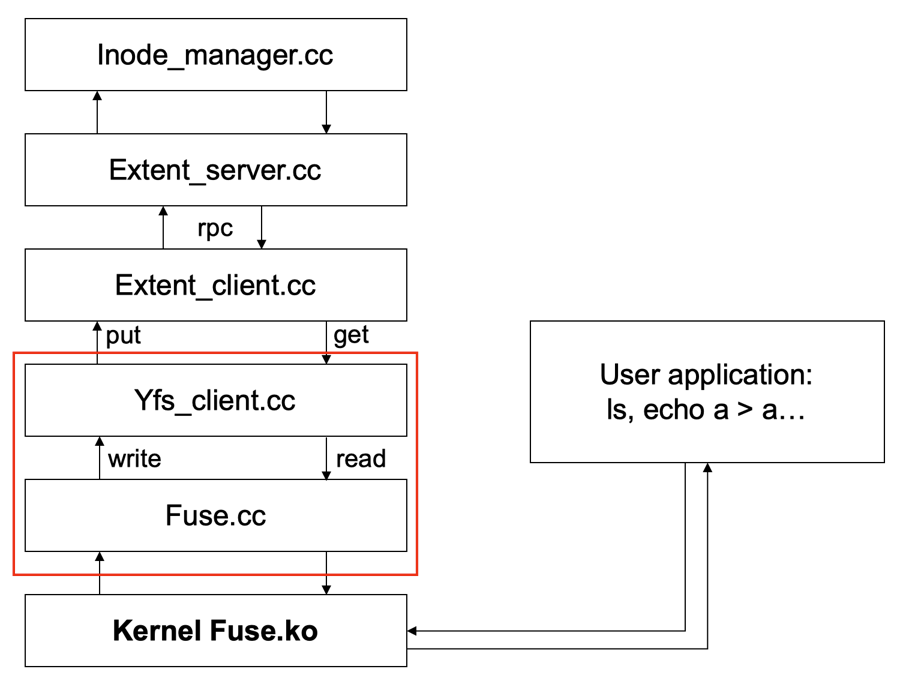 Inode_manager.cc
Extent_server.cc
rpc
Extent_client.cc
put
get
Yfs_client.cc
write
read
Fuse.cc
Kernel Fuse.ko
User application:
ls, echo a > a…